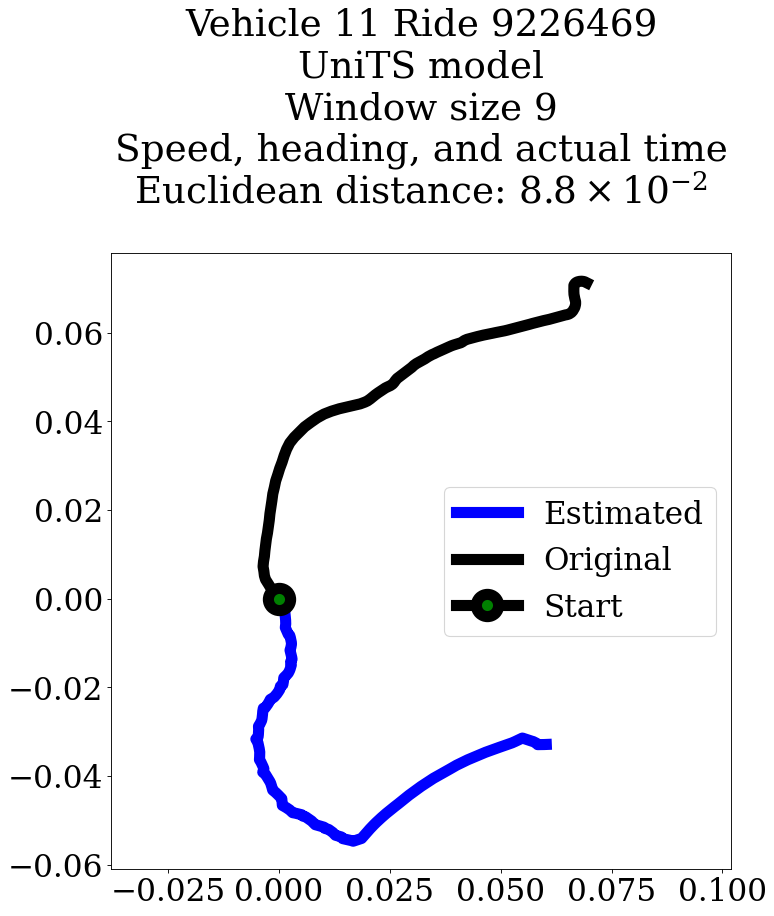 Vehicle 11 Ride 9226469
UniTS model
Window size 9
Speed, heading, and actual time
Euclidean distance: 8.8 × 10⁻²
0.06
0.04
0.02
0.00
−0.02
−0.04
−0.06
Estimated
Original
Start
−0.025 0.000 0.025 0.050 0.075 0.100